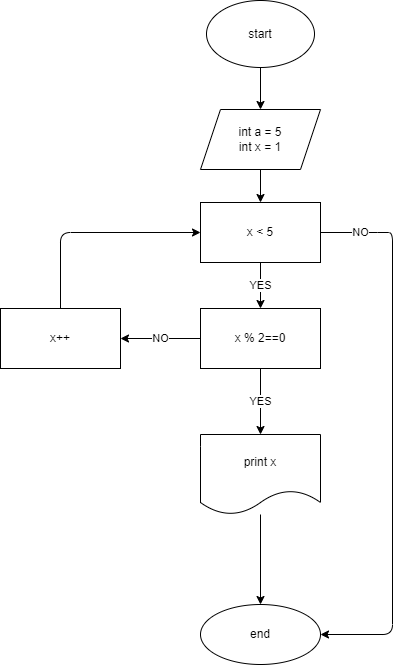 start
int a = 5
int x = 1
x < 5
NO
YES
x++
NO
x % 2==0
YES
print x
end